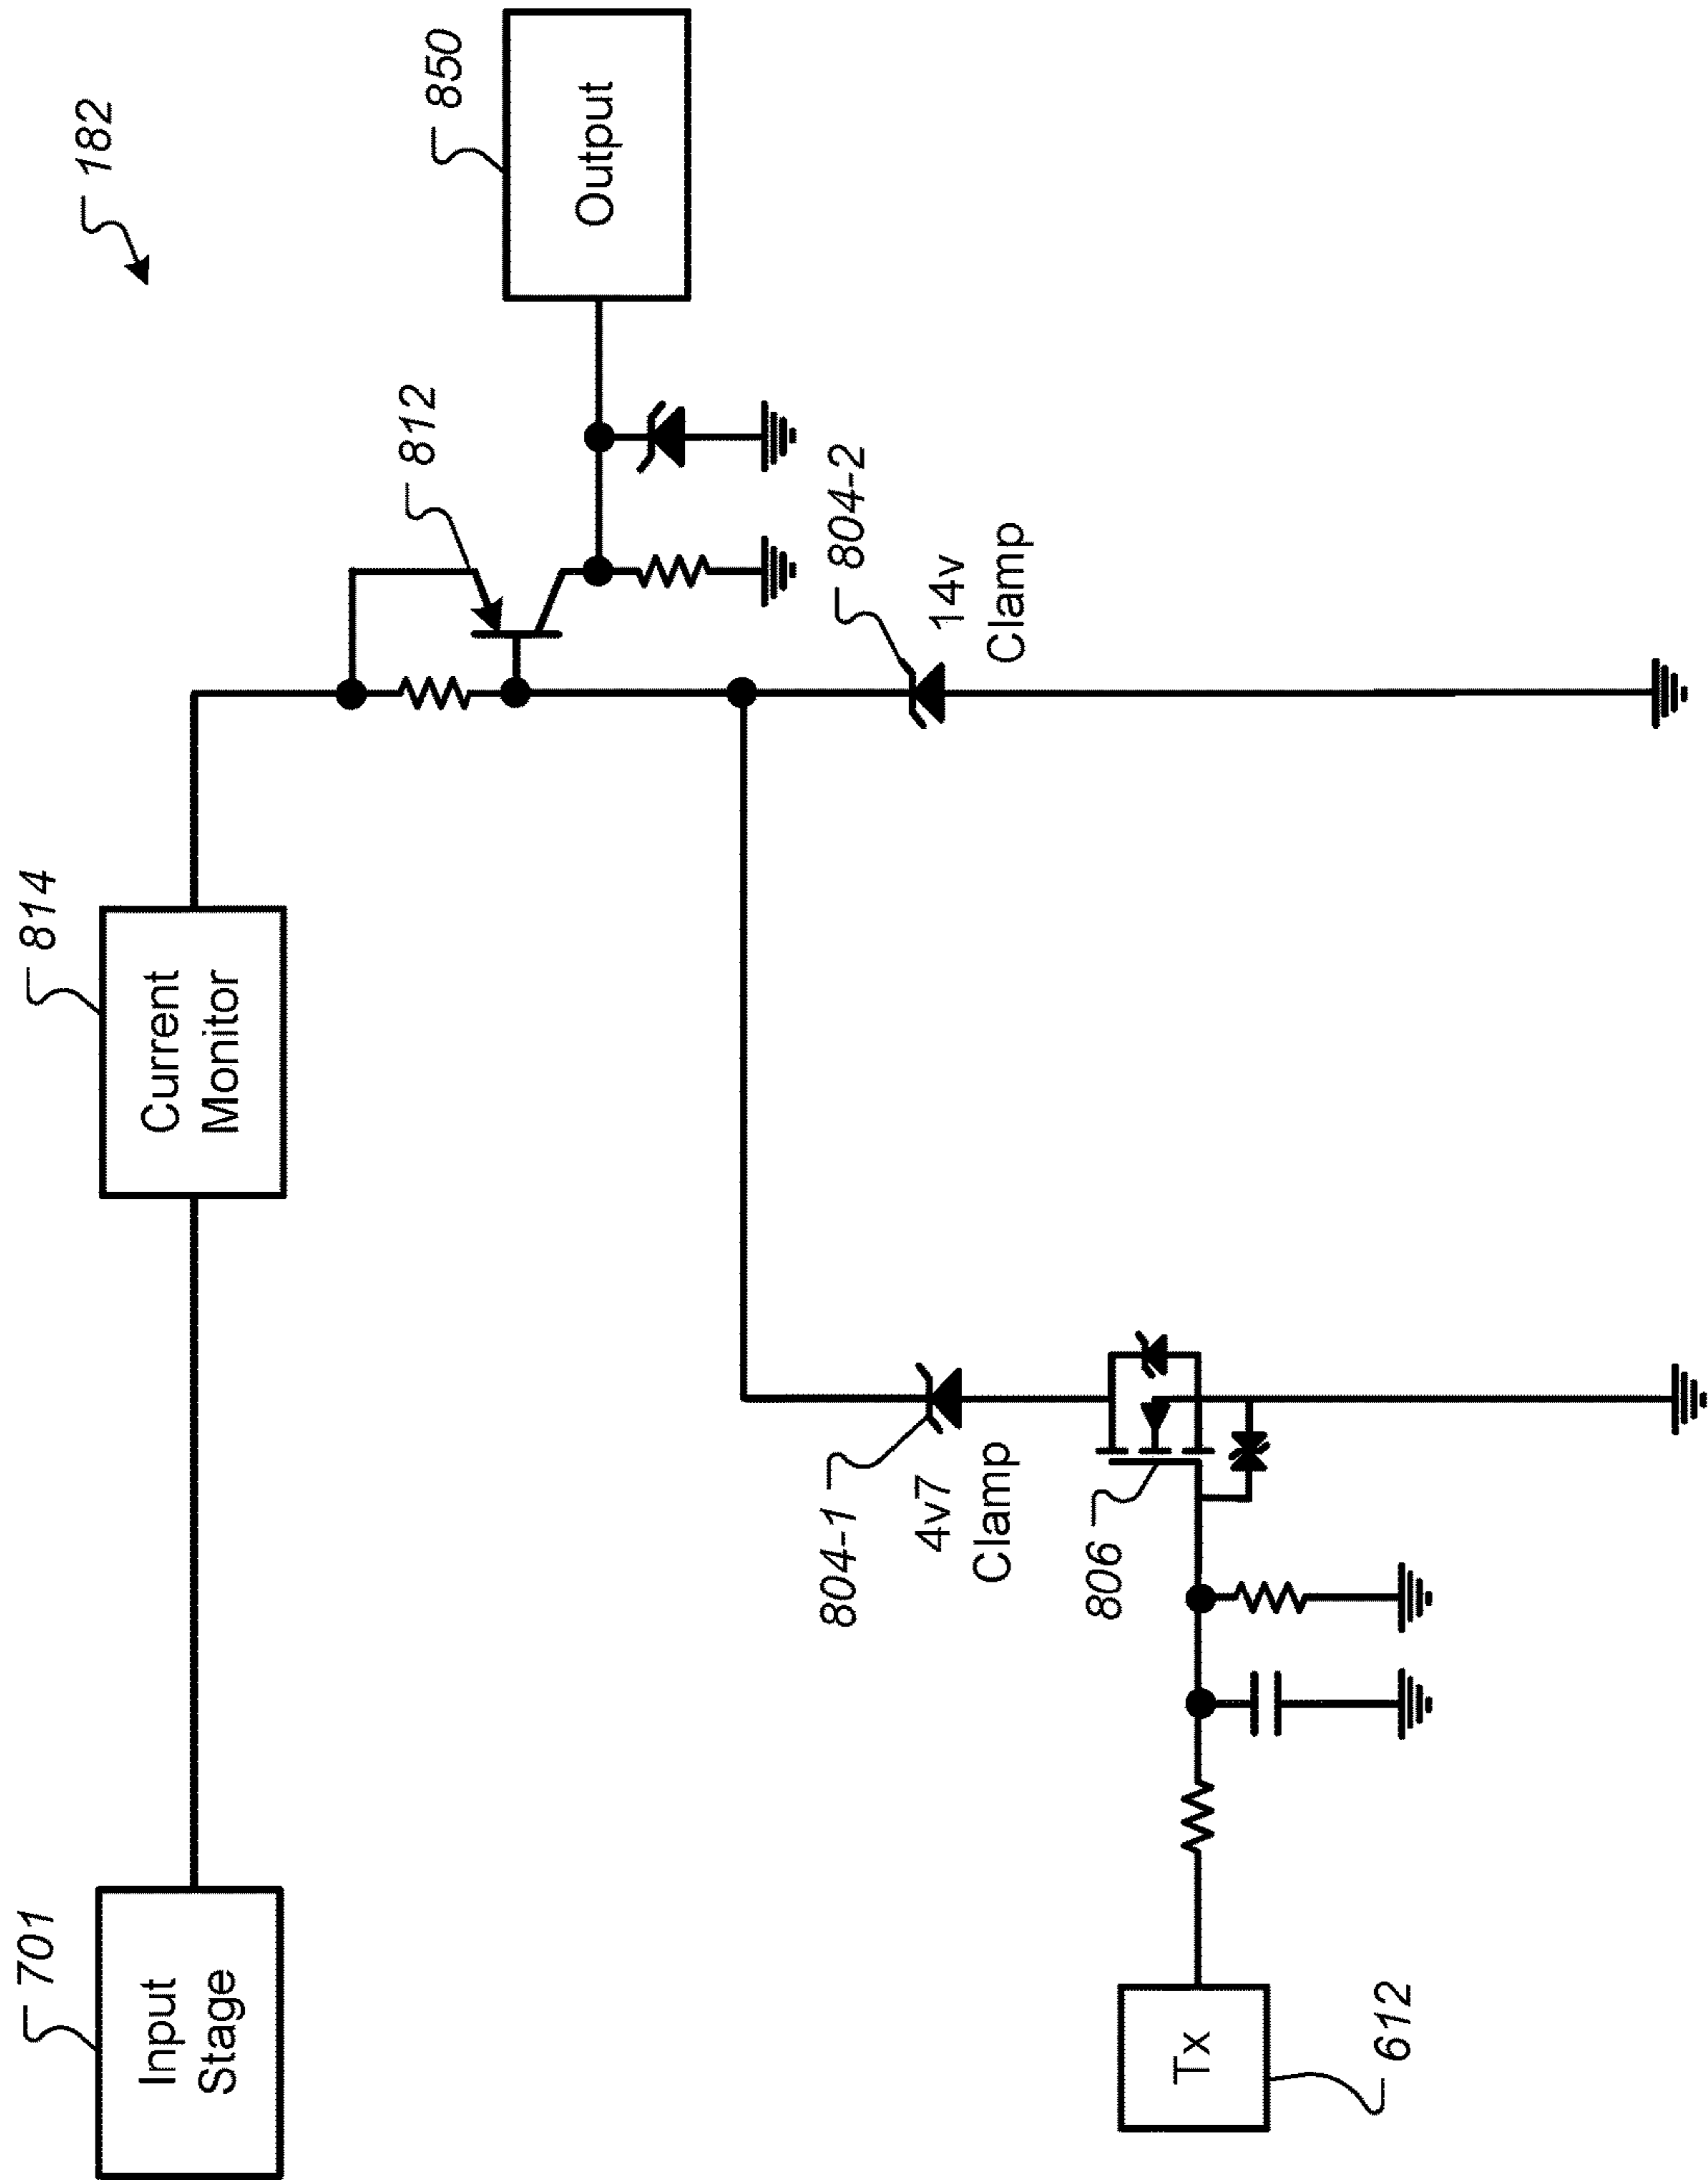 182
701
Input
Stage
814
Current
Monitor
812
850
Output
804-1
4v7
Clamp
804-2
14v
Clamp
806
Tx
612